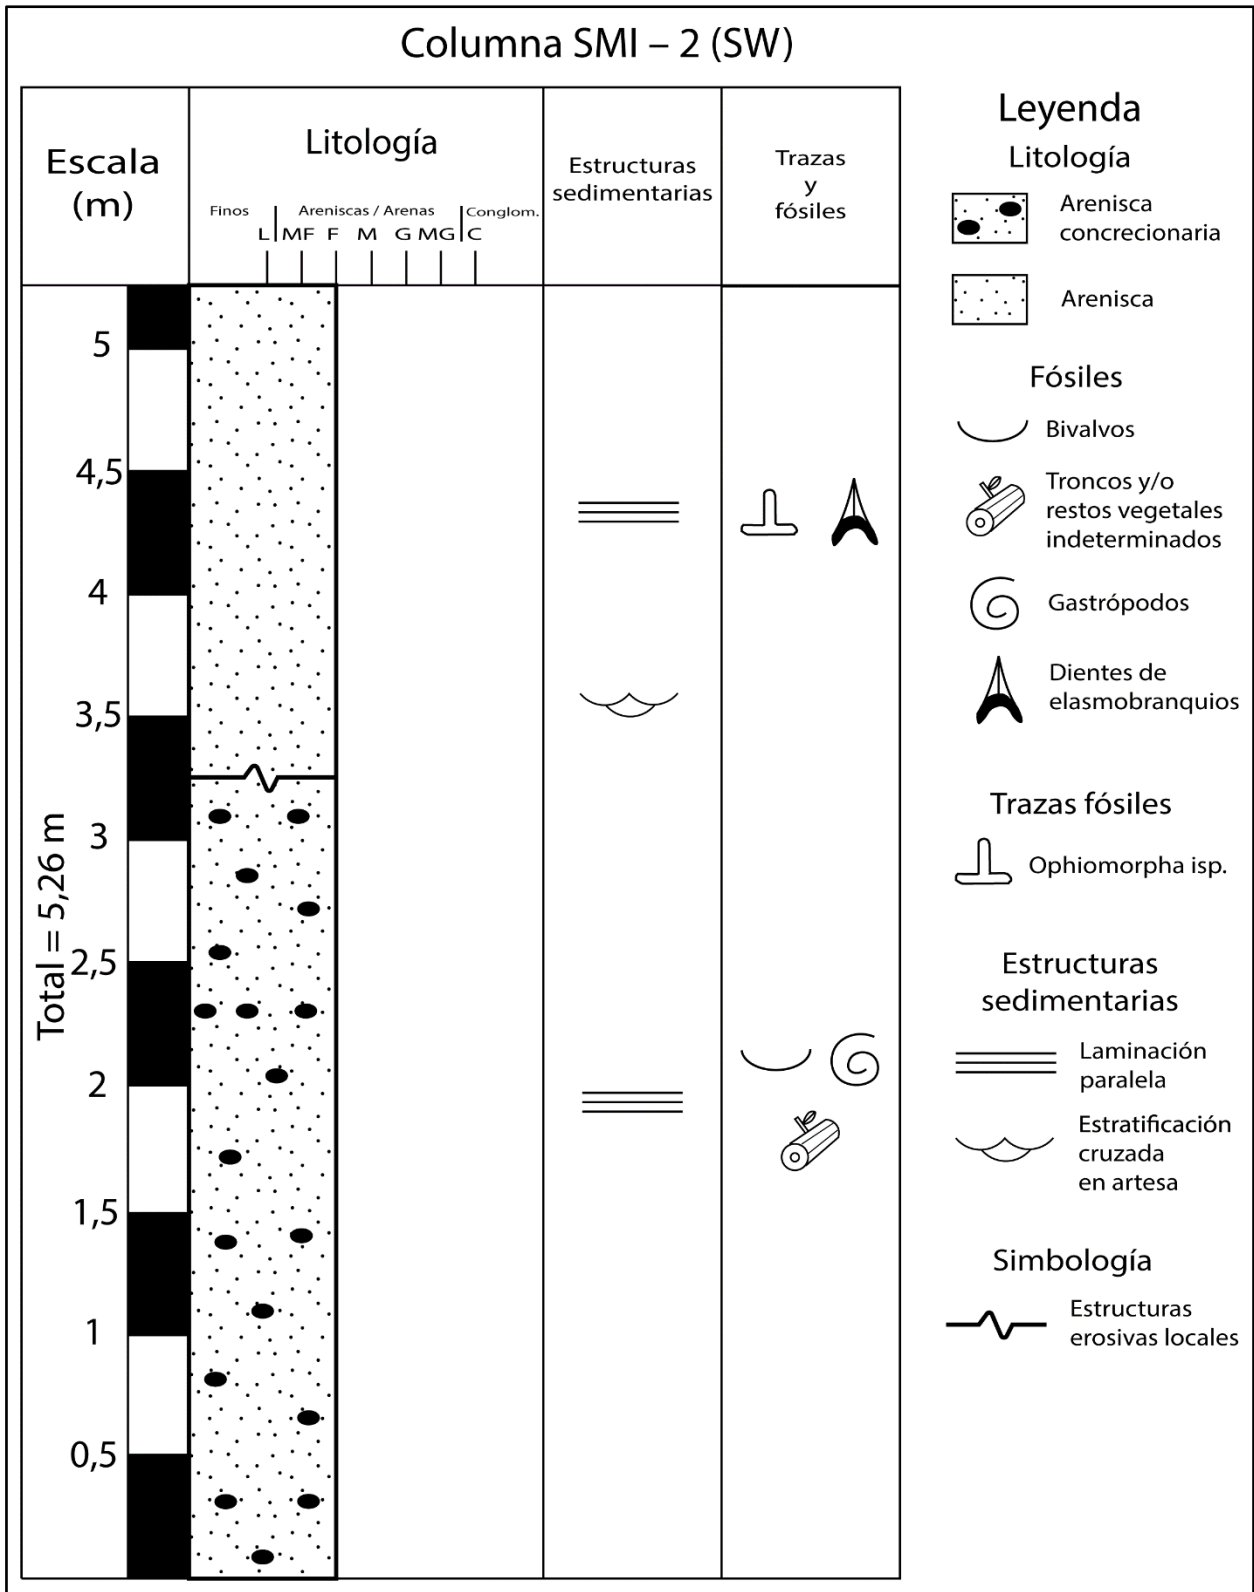 Columna SMI – 2 (SW)
Escala
(m)
Litología
Finos
Areniscas / Arenas
Conglom.
L MF F M G MG C
Estructuras
sedimentarias
Trazas
y
fósiles
5
4,5
4
3,5
3
2,5
2
1,5
1
0,5
Total = 5,26 m
Leyenda
Litología
Arenisca
concrecionaria
Arenisca
Fósiles
Bivalvos
Troncos y/o
restos vegetales
indeterminados
Gastrópodos
Dientes de
elasmobranquios
Trazas fósiles
Ophiomorpha isp.
Estructuras
sedimentarias
Laminación
paralela
Estratificación
cruzada
en artesa
Simbología
Estructuras
erosivas locales